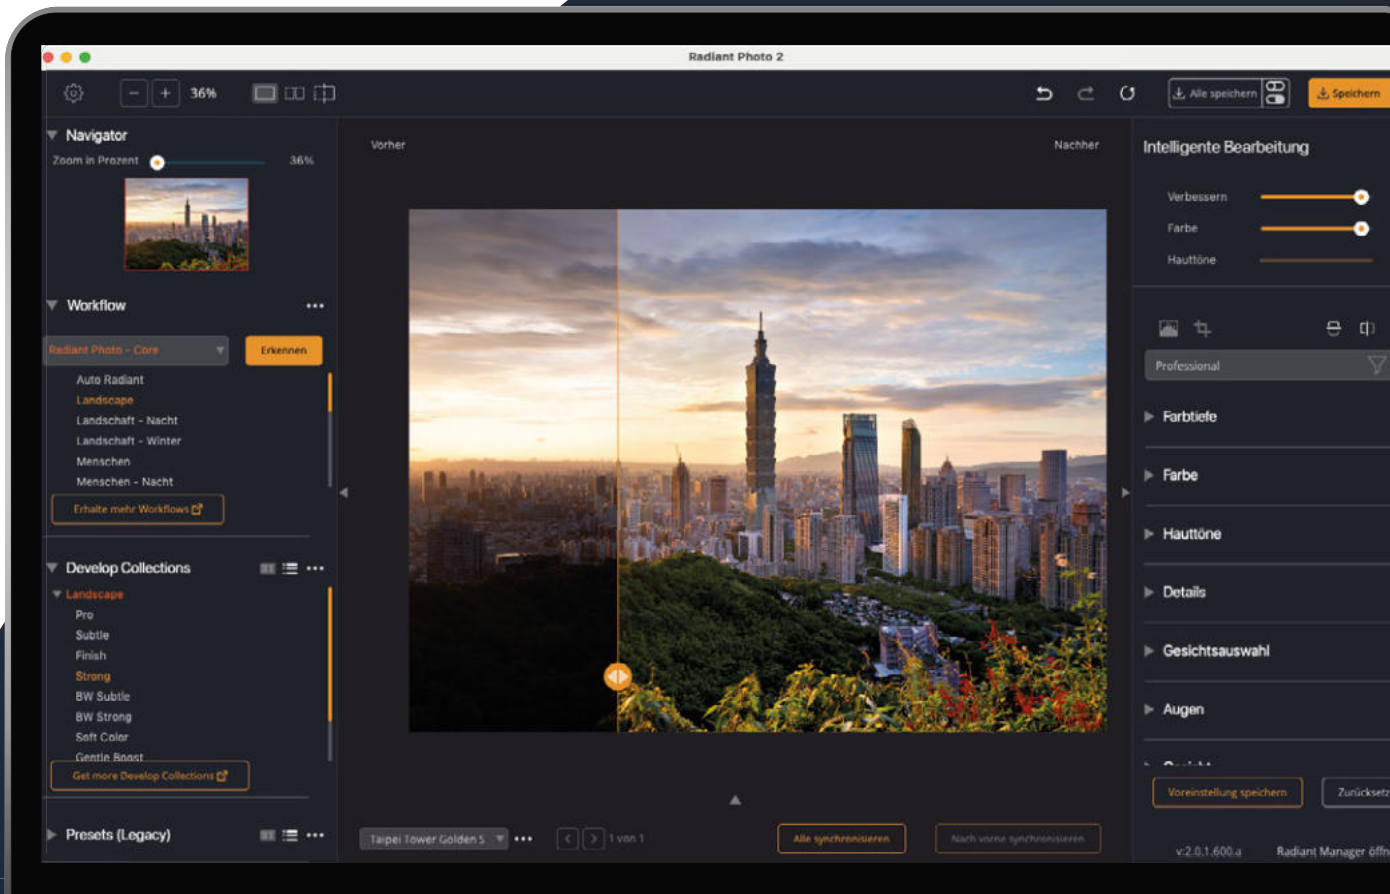 Radiant Photo 2
36%
Alle speichern
Speichern
Navigator
Zoom in Prozent
36%
Workflow
Radiant Photo - Core
Erkennen
Auto Radiant
Landscape
Landschaft - Nacht
Landschaft - Winter
Menschen
Menschen - Nacht
Erhalte mehr Workflows
Develop Collections
Landscape
Pro
Subtle
Finish
Strong
BW Subtle
BW Strong
Soft Color
Gentle Boost
Get more Develop Collections
Presets (Legacy)
Vorher
Nachher
Taipei Tower Golden S
1 von 1
Alle synchronisieren
Nach vorne synchronisieren
Intelligente Bearbeitung
Verbessern
Farbe
Hauttöne
Professional
Farbtiefe
Farbe
Hauttöne
Details
Gesichtsauswahl
Augen
Voreinstellung speichern
Zurücksetz
v:2.0.1.600.a
Radiant Manager öffn